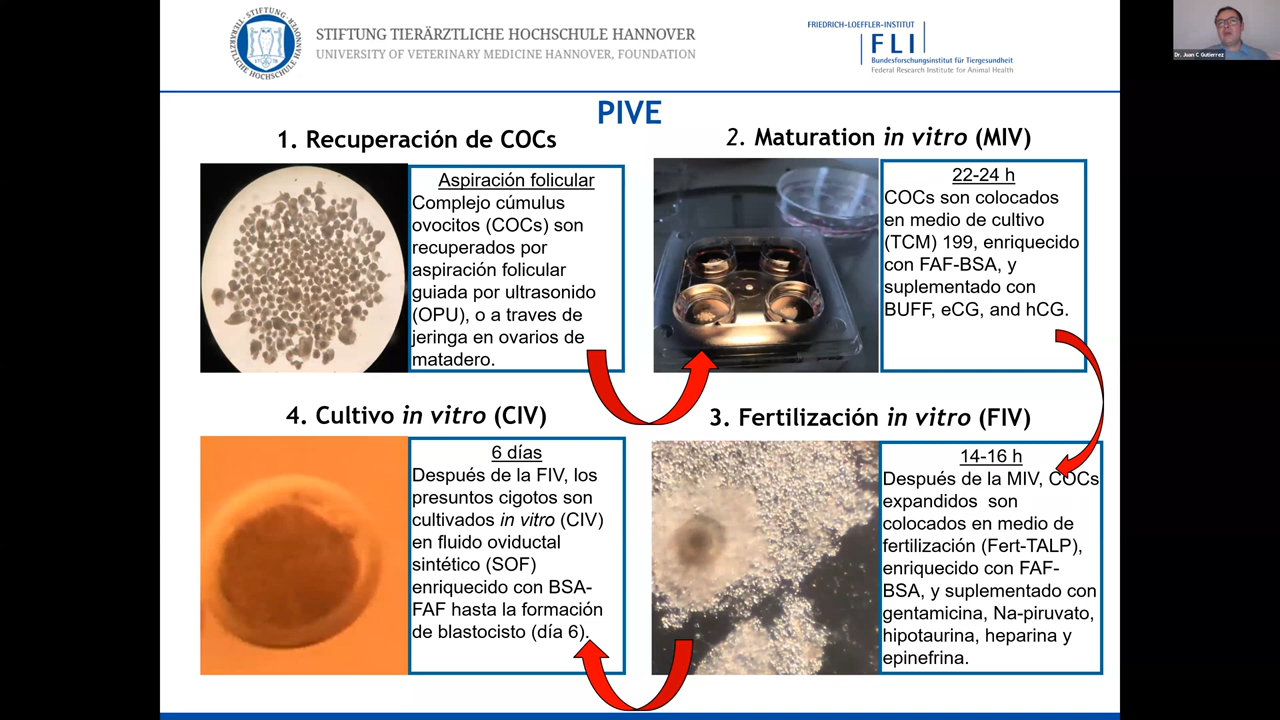 STIFTUNG TIERÄRZTLICHE HOCHSCHULE HANNOVER
UNIVERSITY OF VETERINARY MEDICINE HANNOVER, FOUNDATION
STIFTUNG
TIERÄRZTLICHE HOCHSCHULE HANNOVER
FRIEDRICH-LOEFFLER-INSTITUT
FLI
Bundesforschungsinstitut für Tiergesundheit
Federal Research Institute for Animal Health
Dr. Juan C Gutierrez
PIVE
1. Recuperación de COCs
Aspiración folicular
Complejo cúmulus
ovocitos (COCs) son
recuperados por
aspiración folicular
guiada por ultrasonido
(OPU), o a traves de
jeringa en ovarios de
matadero.
2. Maturation in vitro (MIV)
22-24 h
COCs son colocados
en medio de cultivo
(TCM) 199, enriquecido
con FAF-BSA, y
suplementado con
BUFF, eCG, and hCG.
3. Fertilización in vitro (FIV)
14-16 h
Después de la MIV, COCs
expandidos son
colocados en medio de
fertilización (Fert-TALP),
enriquecido con FAF-
BSA, y suplementado con
gentamicina, Na-piruvato,
hipotaurina, heparina y
epinefrina.
4. Cultivo in vitro (CIV)
6 días
Después de la FIV, los
presuntos cigotos son
cultivados in vitro (CIV)
en fluido oviductal
sintético (SOF)
enriquecido con BSA-
FAF hasta la formación
de blastocisto (día 6).